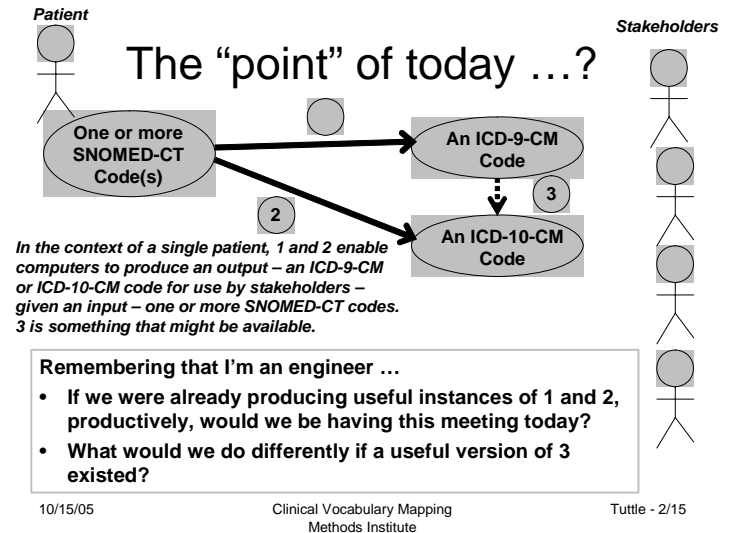 Patient
Stakeholders
The “point” of today …?
One or more
SNOMED-CT
Code(s)
An ICD-9-CM
Code
3
2
An ICD-10-CM
Code
In the context of a single patient, 1 and 2 enable
computers to produce an output – an ICD-9-CM
or ICD-10-CM code for use by stakeholders –
given an input – one or more SNOMED-CT codes.
3 is something that might be available.
Remembering that I’m an engineer …
• If we were already producing useful instances of 1 and 2,
productively, would we be having this meeting today?
• What would we do differently if a useful version of 3
existed?
10/15/05
Clinical Vocabulary Mapping
Methods Institute
Tuttle - 2/15